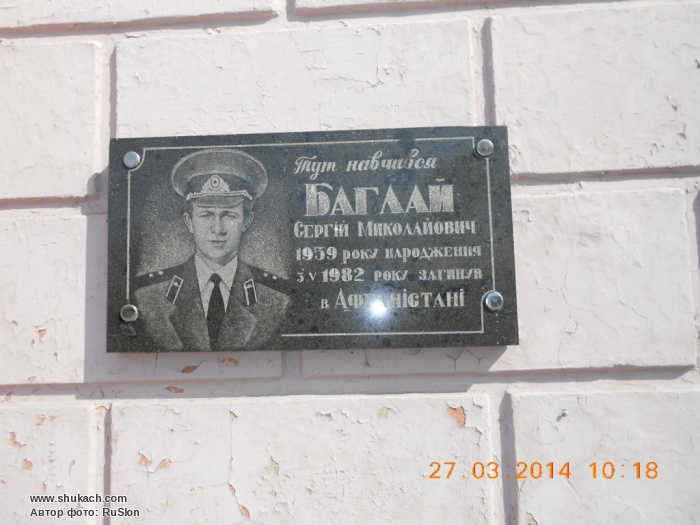 Тут навчався
БАГЛАЙ
СЕРГІЙ МИКОЛАЙОВИЧ
1959 РОКУ НАРОДЖЕННЯ
3 V 1982 РОКУ ЗАГИНУВ
В АФГАНІСТАНІ
27.03.2014 10:18
www.shukach.com
Автор фото: RuSlon